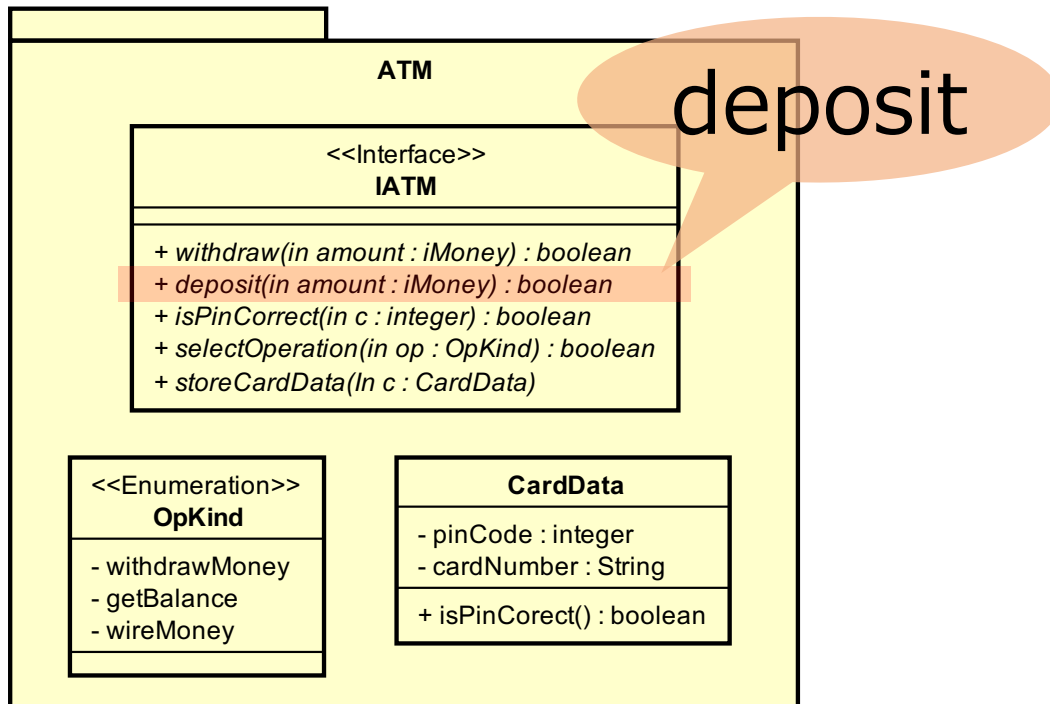 ATM
deposit
<<Interface>>
IATM
+ withdraw(in amount : iMoney) : boolean
+ deposit(in amount : iMoney) : boolean
+ isPinCorrect(in c : integer) : boolean
+ selectOperation(in op : OpKind) : boolean
+ storeCardData(In c : CardData)
<<Enumeration>>
OpKind
- withdrawMoney
- getBalance
- wireMoney
CardData
- pinCode : integer
- cardNumber : String
+ isPinCorect() : boolean